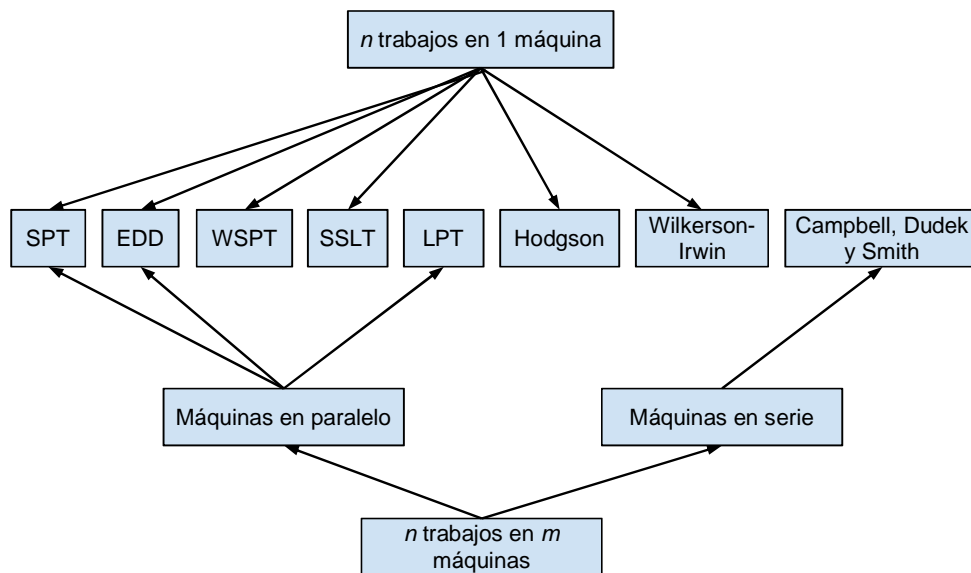 n trabajos en 1 máquina
SPT
EDD
WSPT
SSLT
LPT
Hodgson
Wilkerson-
Irwin
Campbell, Dudek
y Smith
Máquinas en paralelo
Máquinas en serie
n trabajos en m
máquinas